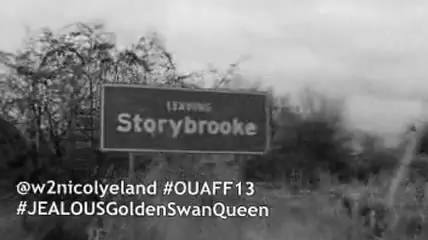 LEAVING
Storybrooke
@w2nicolyeland #OUAFF13
#JEALOUSGoldenSwanQueen